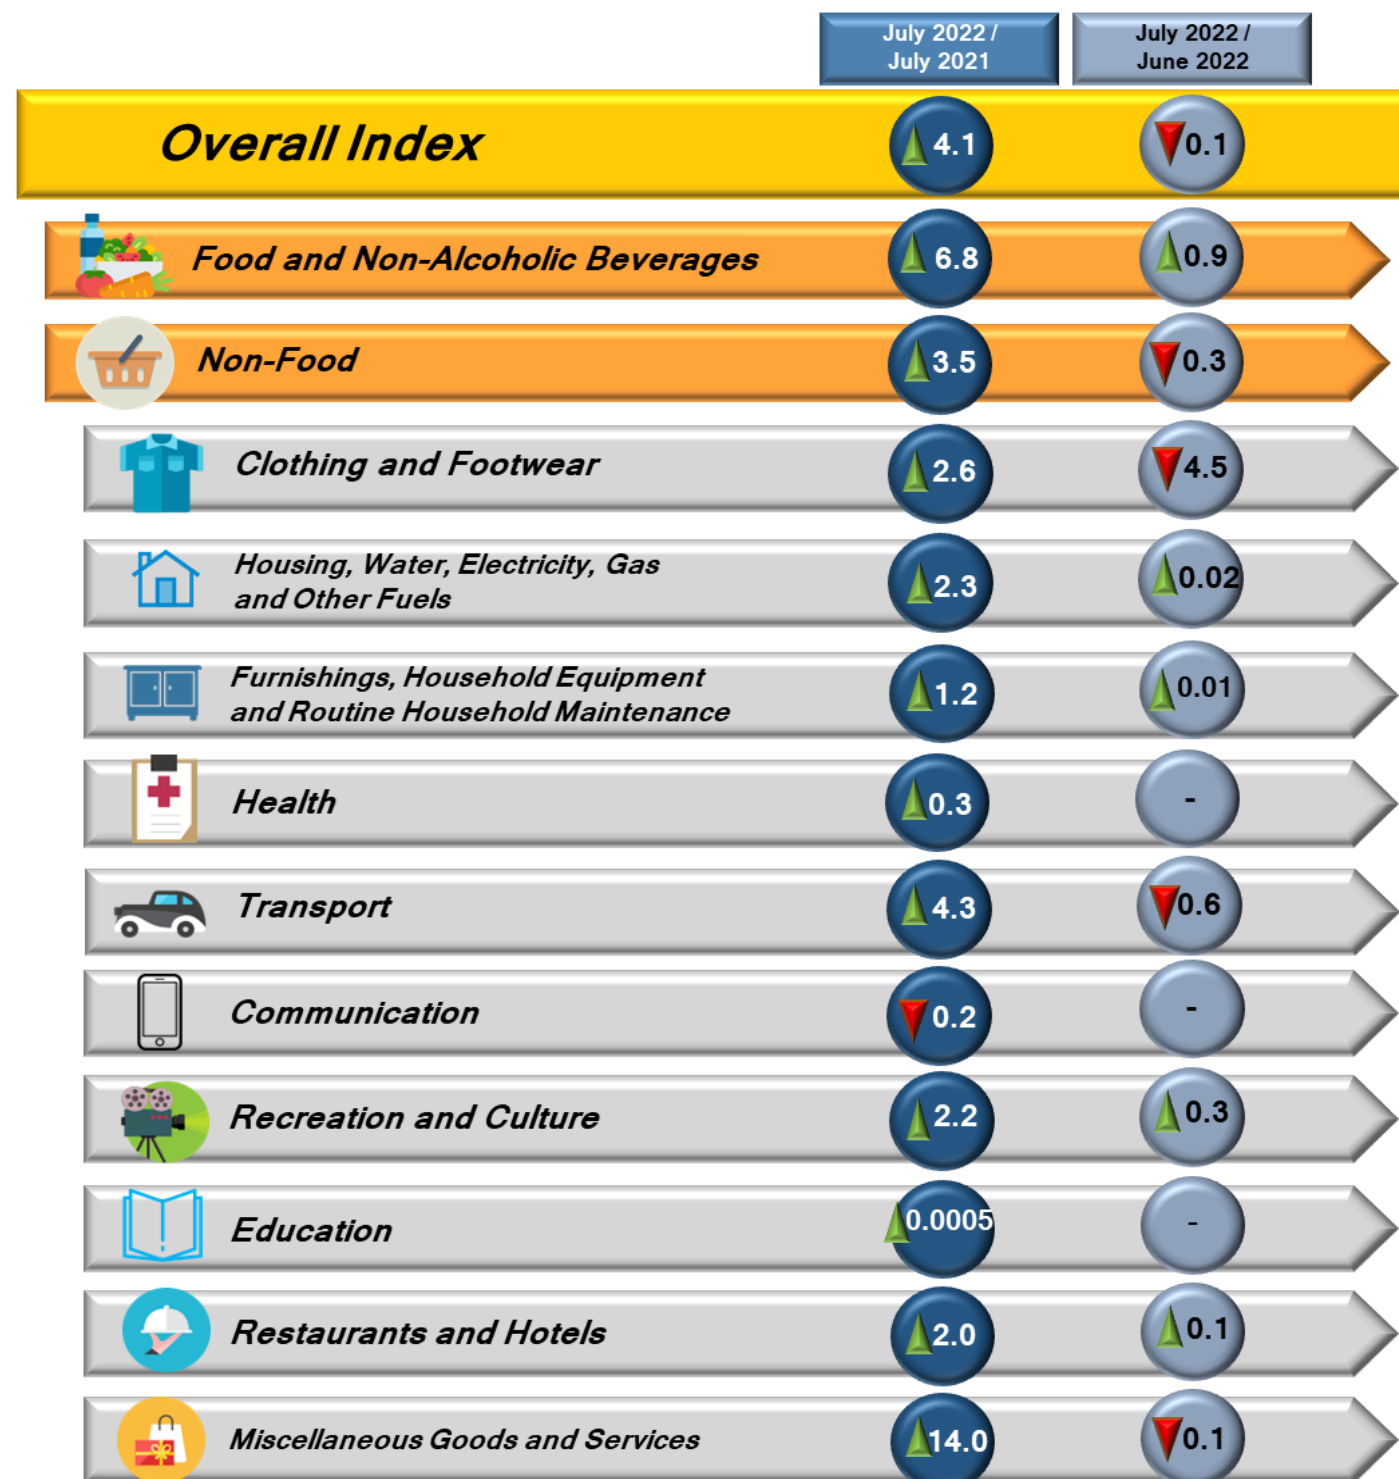 July 2022 /
July 2021
July 2022 /
June 2022
Overall Index 4.1 0.1
Food and Non-Alcoholic Beverages 6.8 0.9
Non-Food 3.5 0.3
Clothing and Footwear 2.6 4.5
Housing, Water, Electricity, Gas
and Other Fuels
2.3 0.02
Furnishings, Household Equipment
and Routine Household Maintenance
1.2 0.01
Health 0.3 -
Transport 4.3 0.6
Communication 0.2 -
Recreation and Culture 2.2 0.3
Education 0.0005 -
Restaurants and Hotels 2.0 0.1
Miscellaneous Goods and Services 14.0 0.1